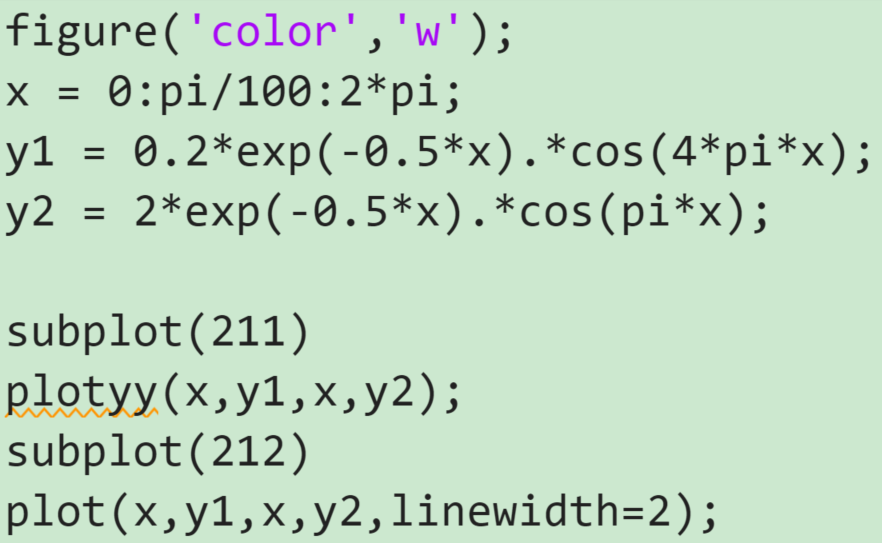 figure('color','w');
x = 0:pi/100:2*pi;
y1 = 0.2*exp(-0.5*x).*cos(4*pi*x);
y2 = 2*exp(-0.5*x).*cos(pi*x);
subplot(211)
plotyy(x,y1,x,y2);
subplot(212)
plot(x,y1,x,y2,linewidth=2);